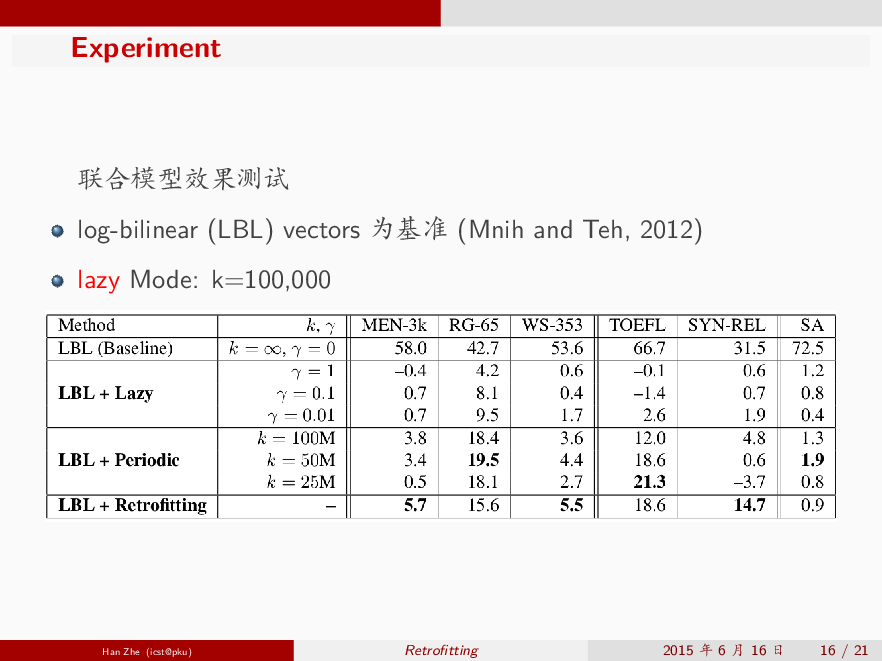 Experiment
联合模型效果测试
log-bilinear (LBL) vectors 为基准 (Mnih and Teh, 2012)
lazy Mode: k=100,000
Method k, γ MEN-3k RG-65 WS-353 TOEFL SYN-REL SA
LBL (Baseline) k = ∞, γ = 0 58.0 42.7 53.6 66.7 31.5 72.5
γ = 1 –0.4 4.2 0.6 –0.1 0.6 1.2
LBL + Lazy γ = 0.1 0.7 8.1 0.4 –1.4 0.7 0.8
γ = 0.01 0.7 9.5 1.7 2.6 1.9 0.4
k = 100M 3.8 18.4 3.6 12.0 4.8 1.3
LBL + Periodic k = 50M 3.4 19.5 4.4 18.6 0.6 1.9
k = 25M 0.5 18.1 2.7 21.3 –3.7 0.8
LBL + Retrofitting – 5.7 15.6 5.5 18.6 14.7 0.9
Han Zhe (icst@pku) Retrofitting 2015 年 6 月 16 日 16 / 21